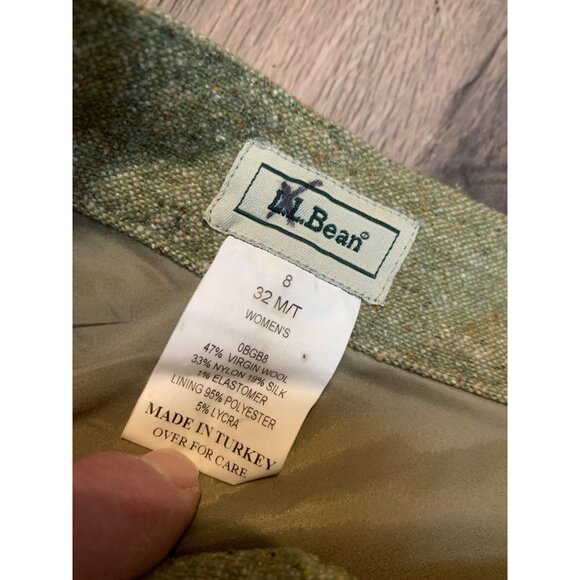 L.L.Bean®
8
32 M/T
WOMEN'S
0BGB8
47% VIRGIN WOOL
33% NYLON 19% SILK
1% ELASTOMER
LINING 95% POLYESTER
5% LYCRA
MADE IN TURKEY
OVER FOR CARE